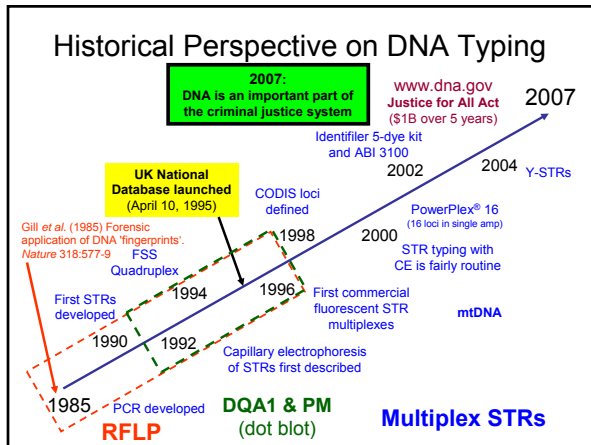 Historical Perspective on DNA Typing
2007:
DNA is an important part of
the criminal justice system
www.dna.gov
Justice for All Act
($1B over 5 years)
2007
Identifiler 5-dye kit
and ABI 3100
2002
2004
Y-STRs
UK National
Database launched
(April 10, 1995)
CODIS loci
defined
PowerPlex® 16
(16 loci in single amp)
Gill et al. (1985) Forensic
application of DNA 'fingerprints'.
Nature 318:577-9
1998
2000
STR typing with
CE is fairly routine
FSS
Quadruplex
First STRs
developed
1994
1996
First commercial
fluorescent STR
multiplexes
mtDNA
1990
1992
Capillary electrophoresis
of STRs first described
1985
PCR developed
RFLP
DQA1 & PM
(dot blot)
Multiplex STRs